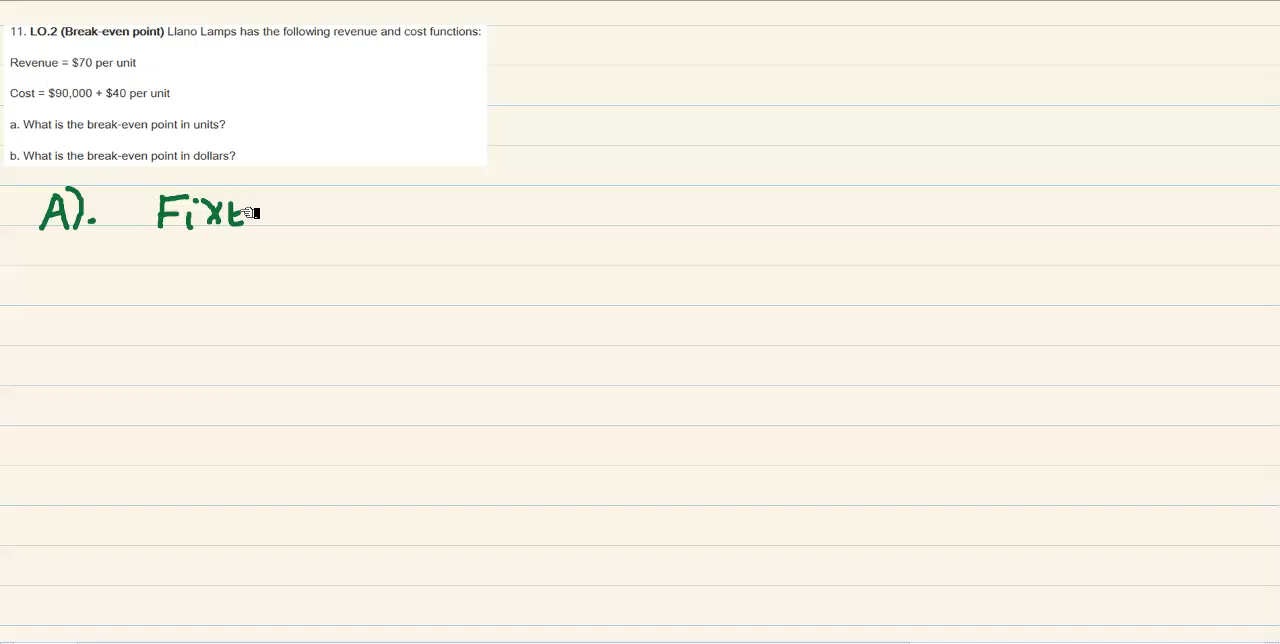 11. LO.2 (Break-even point) Llano Lamps has the following revenue and cost functions:
Revenue = $70 per unit
Cost = $90,000 + $40 per unit
a. What is the break-even point in units?
b. What is the break-even point in dollars?
A). Fixt